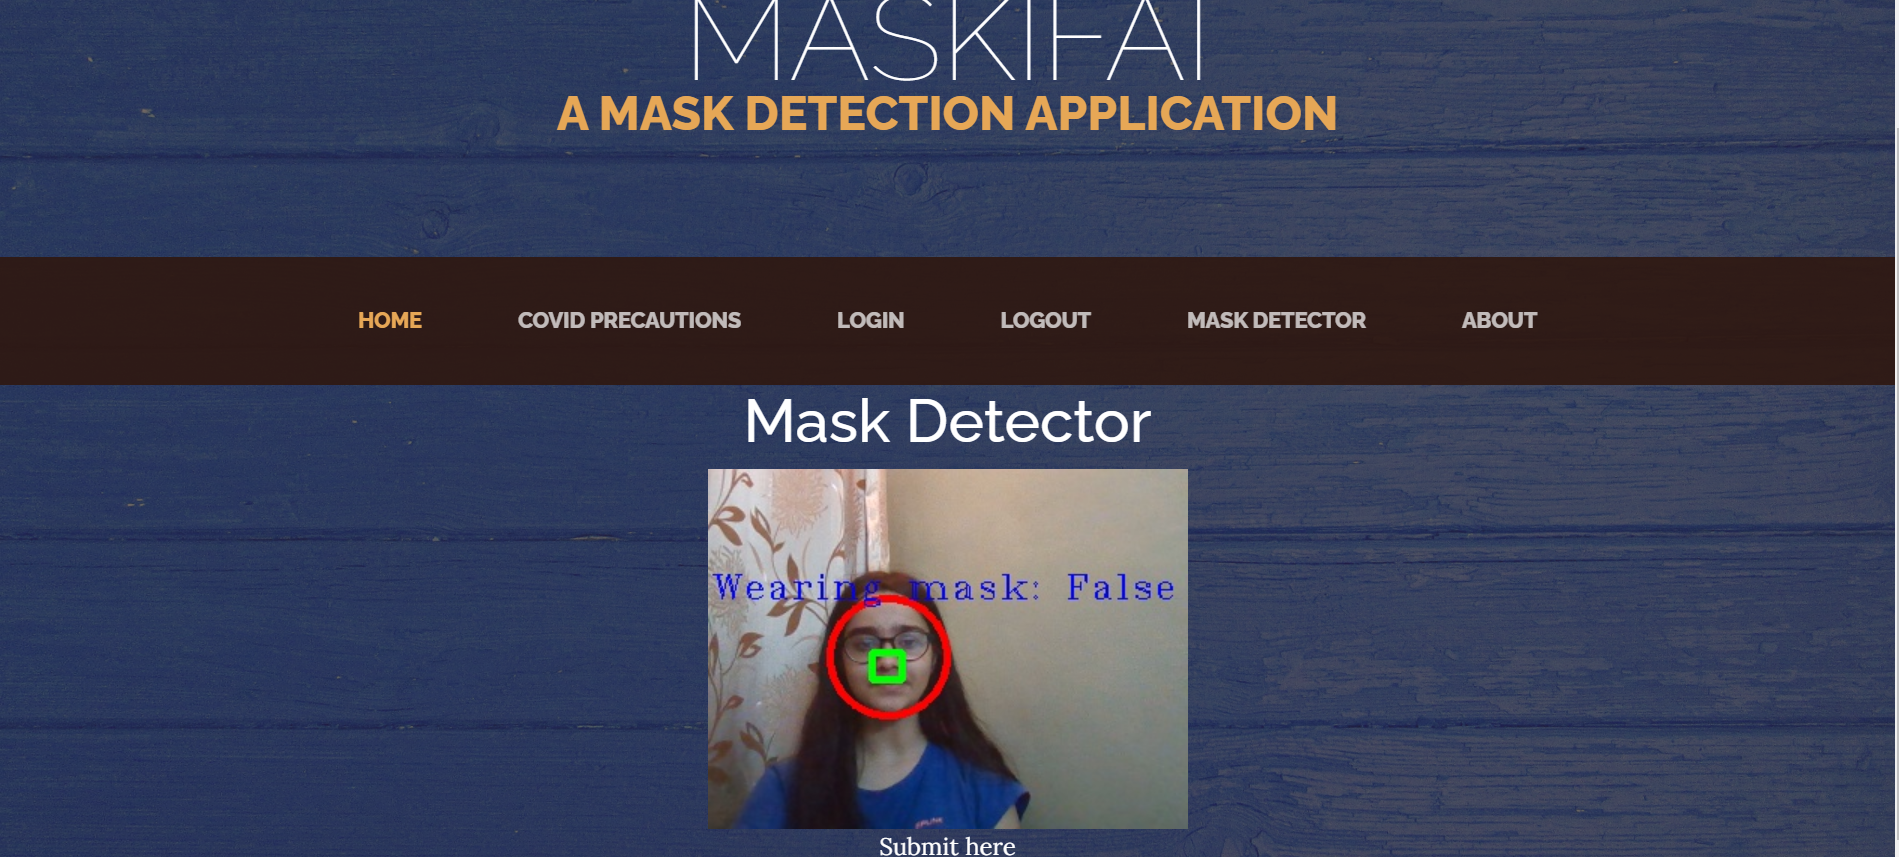 MASKIFAI
A MASK DETECTION APPLICATION
HOME COVID PRECAUTIONS LOGIN LOGOUT MASK DETECTOR ABOUT
Mask Detector
Wearing mask: False
Submit here